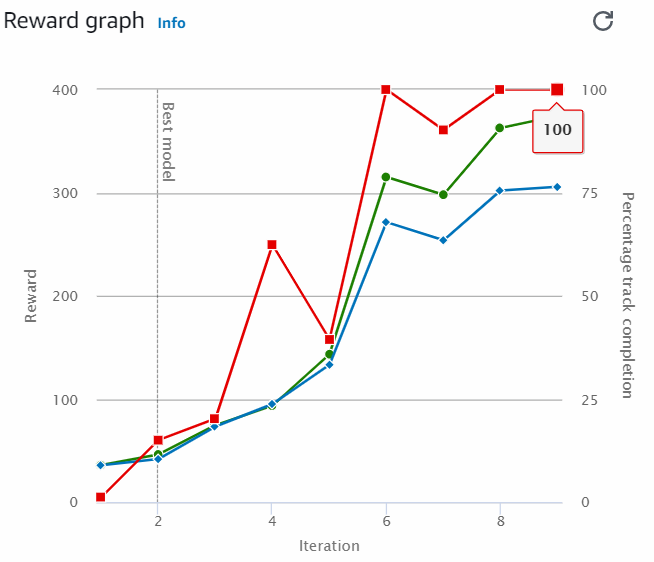 Reward graph Info
400
300
200
100
0
Reward
Best model
100
100
75
50
25
0
Percentage track completion
2 4 6 8
Iteration